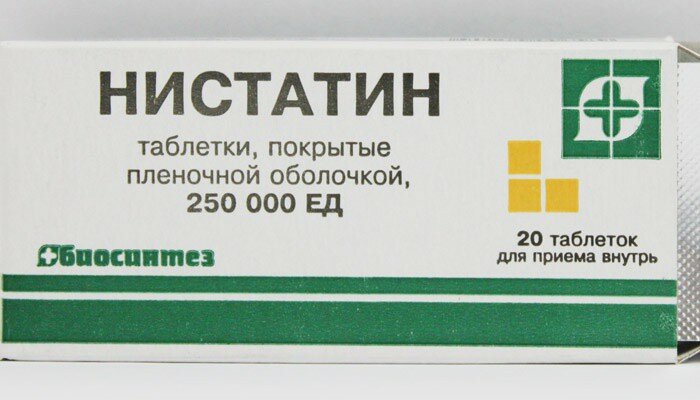 НИСТАТИН
таблетки, покрытые
пленочной оболочкой,
250 000 ЕД
биосинтез
20 таблеток
для приема внутрь